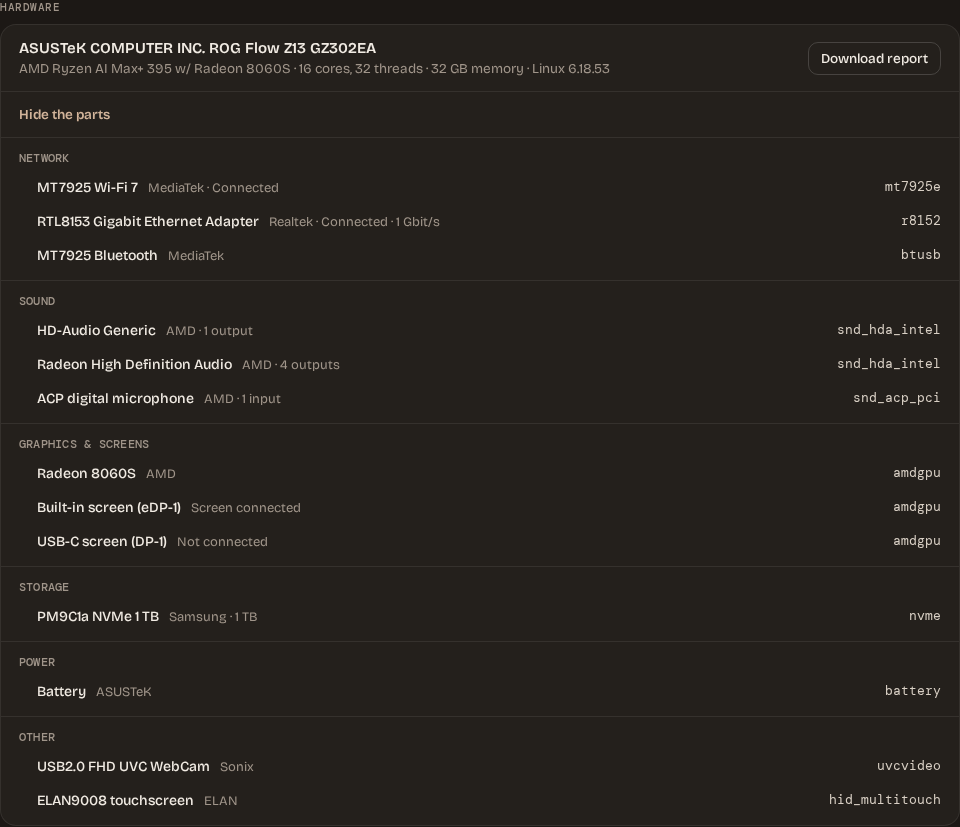 HARDWARE
ASUSTeK COMPUTER INC. ROG Flow Z13 GZ302EA
AMD Ryzen AI Max+ 395 w/ Radeon 8060S · 16 cores, 32 threads · 32 GB memory · Linux 6.18.53
Download report
Hide the parts
NETWORK
MT7925 Wi-Fi 7 MediaTek · Connected mt7925e
RTL8153 Gigabit Ethernet Adapter Realtek · Connected · 1 Gbit/s r8152
MT7925 Bluetooth MediaTek btusb
SOUND
HD-Audio Generic AMD · 1 output snd_hda_intel
Radeon High Definition Audio AMD · 4 outputs snd_hda_intel
ACP digital microphone AMD · 1 input snd_acp_pci
GRAPHICS & SCREENS
Radeon 8060S AMD amdgpu
Built-in screen (eDP-1) Screen connected amdgpu
USB-C screen (DP-1) Not connected amdgpu
STORAGE
PM9C1a NVMe 1 TB Samsung · 1 TB nvme
POWER
Battery ASUSTeK battery
OTHER
USB2.0 FHD UVC WebCam Sonix uvcvideo
ELAN9008 touchscreen ELAN hid_multitouch